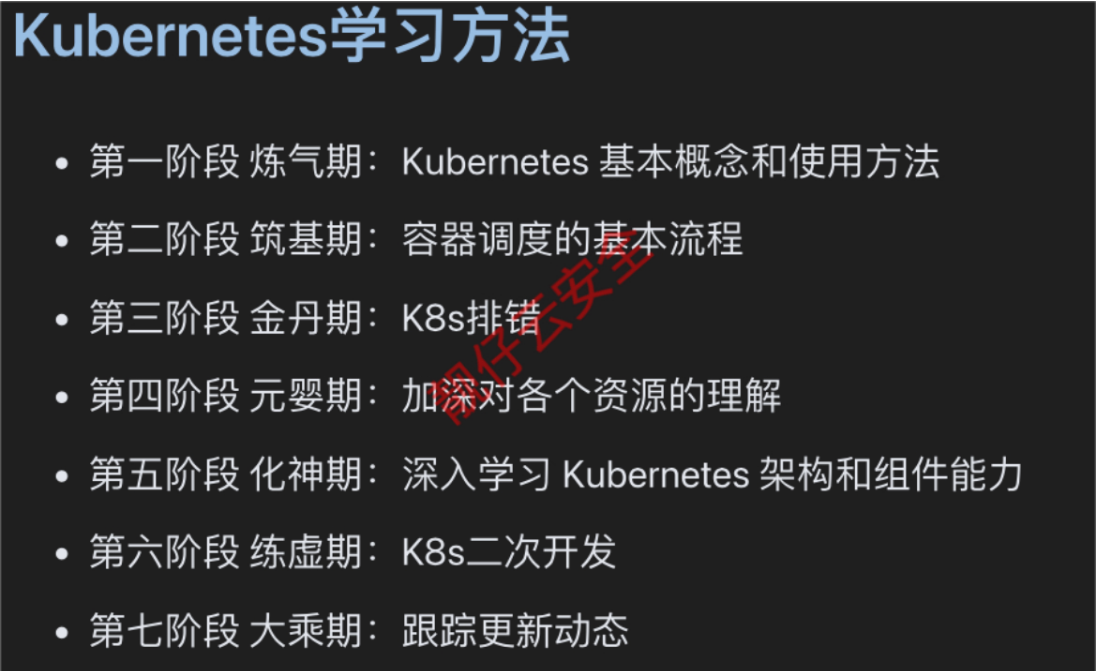 Kubernetes学习方法
• 第一阶段 炼气期：Kubernetes 基本概念和使用方法
• 第二阶段 筑基期：容器调度的基本流程
• 第三阶段 金丹期：K8s排错
• 第四阶段 元婴期：加深对各个资源的理解
• 第五阶段 化神期：深入学习 Kubernetes 架构和组件能力
• 第六阶段 练虚期：K8s二次开发
• 第七阶段 大乘期：跟踪更新动态
靓仔云安全